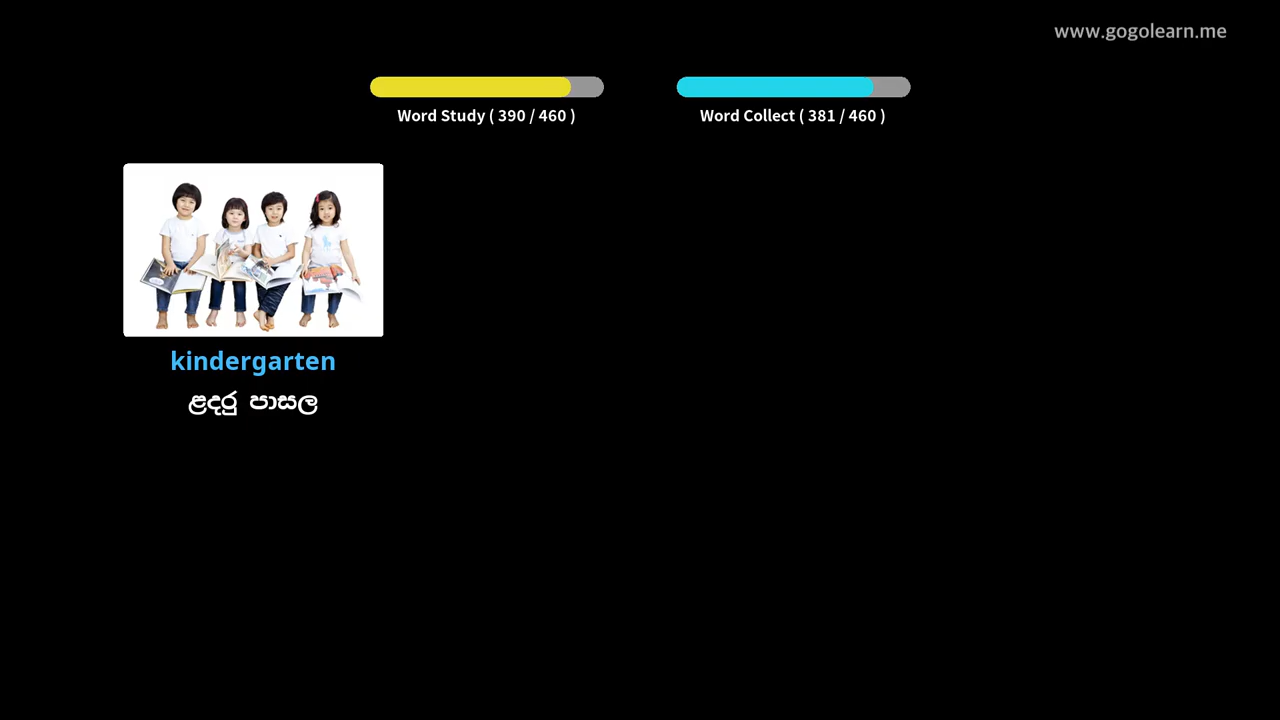 www.gogolearn.me
Word Study ( 390 / 460 )
Word Collect ( 381 / 460 )
kindergarten
ළදරු පාසල